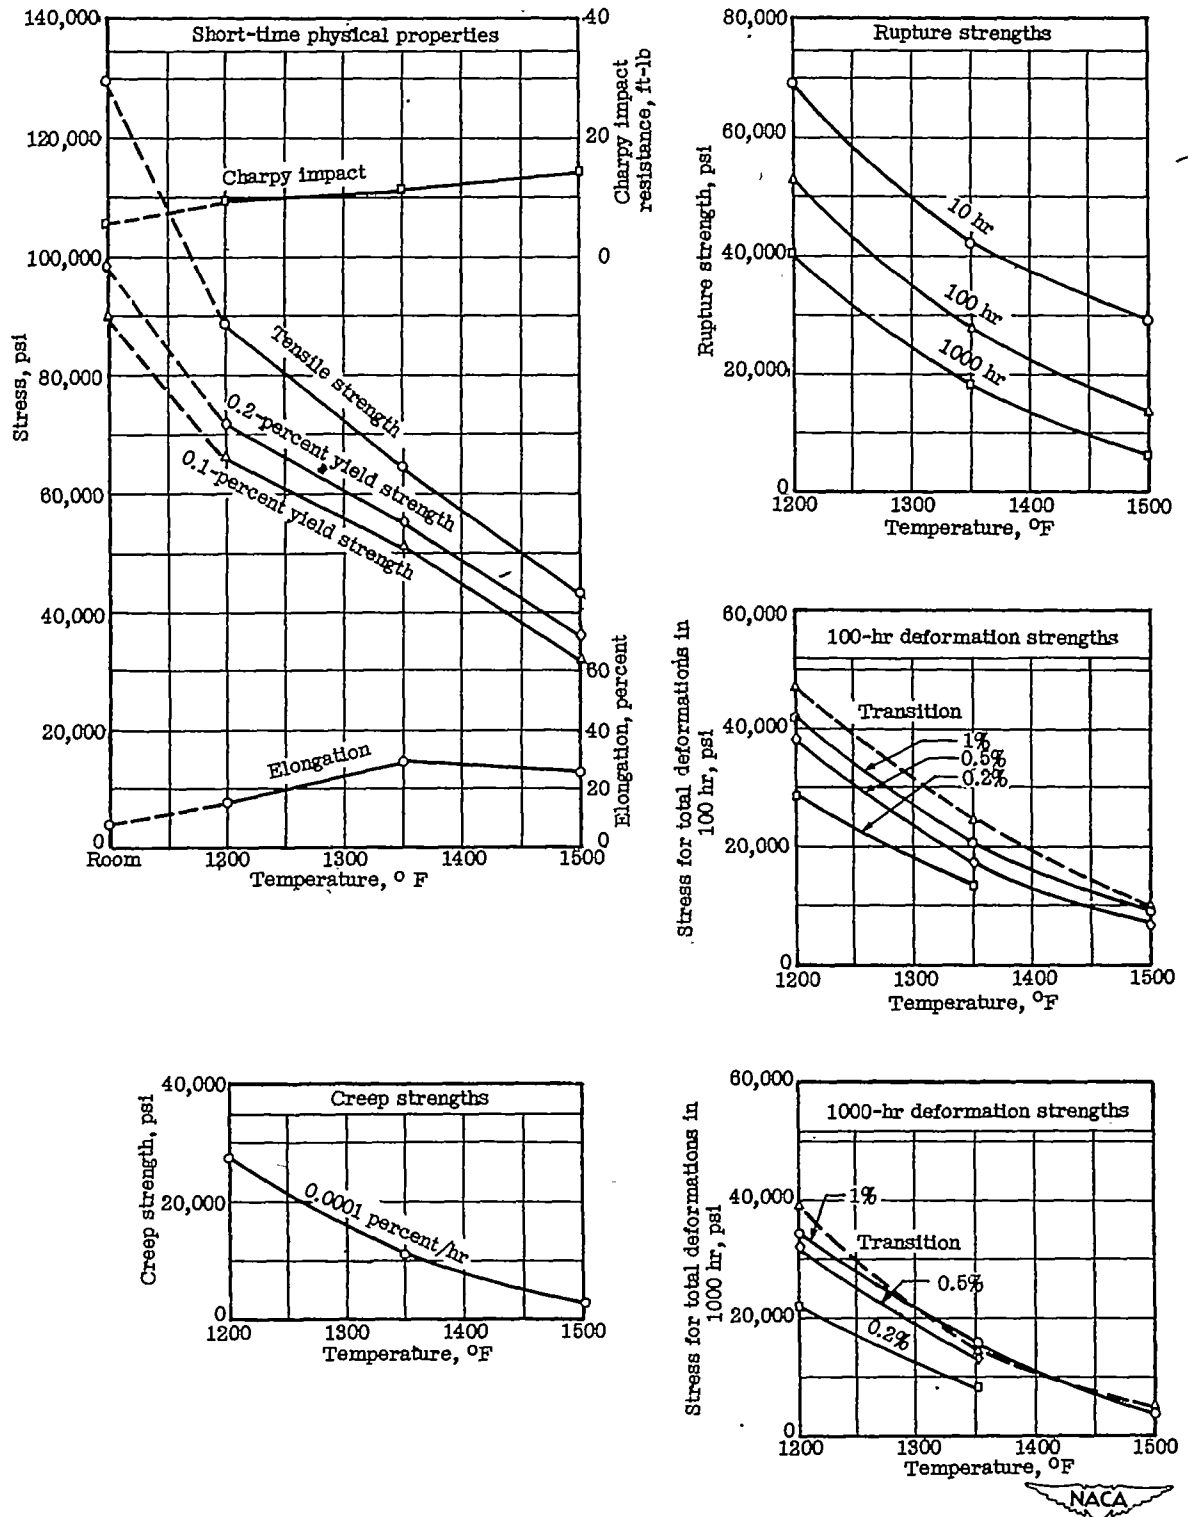 Short-time physical properties
140,000
120,000
100,000
80,000
60,000
40,000
20,000
0
Stress, psi
40
20
0
Charpy impact
resistance, ft-lb
60
40
20
0
Elongation, percent
Charpy impact
Tensile strength
0.2-percent yield strength
0.1-percent yield strength
Elongation
Room
1200
1300
1400
1500
Temperature, ° F
Rupture strengths
80,000
60,000
40,000
20,000
0
Rupture strength, psi
10 hr
100 hr
1000 hr
1200
1300
1400
1500
Temperature, °F
100-hr deformation strengths
60,000
40,000
20,000
0
Stress for total deformations in
100 hr, psi
Transition
1%
0.5%
0.2%
1200
1300
1400
1500
Temperature, °F
Creep strengths
40,000
20,000
0
Creep strength, psi
0.0001 percent/hr
1200
1300
1400
1500
Temperature, °F
1000-hr deformation strengths
60,000
40,000
20,000
0
Stress for total deformations in
1000 hr, psi
1%
Transition
0.5%
0.2%
1200
1300
1400
1500
Temperature, °F
NACA